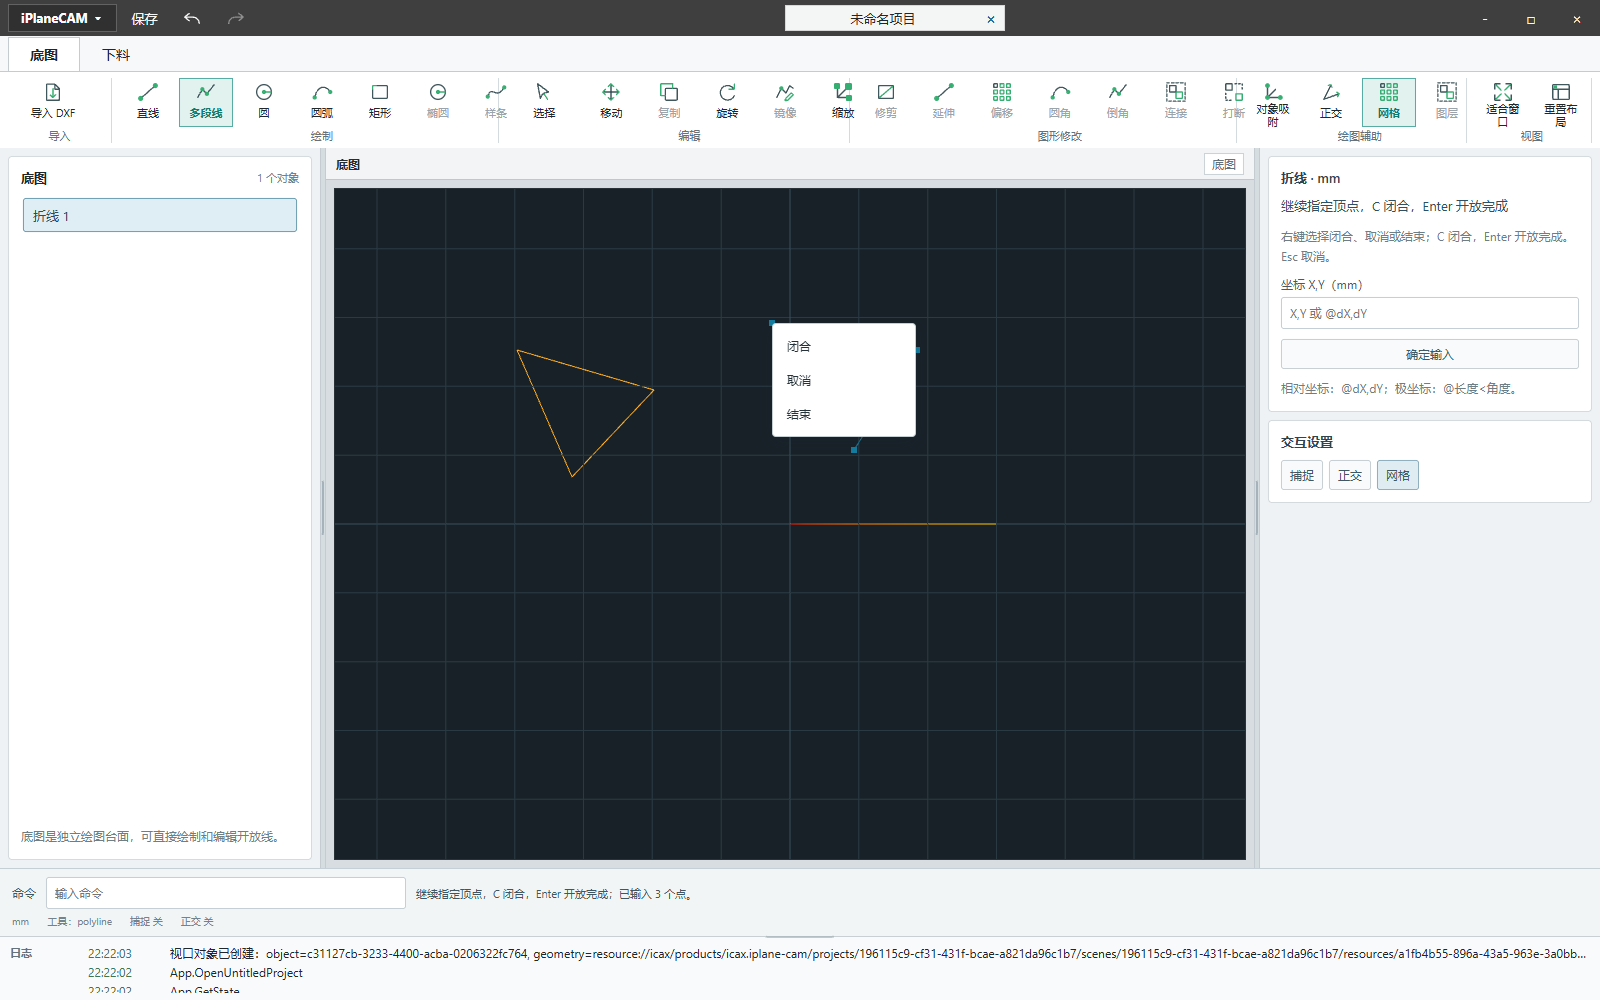 iPlaneCAM
保存
未命名项目
底图
下料
导入 DXF
直线
多段线
圆
圆弧
矩形
椭圆
样条
选择
移动
复制
旋转
镜像
缩放
修剪
延伸
偏移
圆角
倒角
连接
打断
对象吸附
正交
网格
图层
适合窗口
重置布局
导入
绘制
编辑
图形修改
绘图辅助
视图
底图
1 个对象
折线 1
底图是独立绘图台面，可直接绘制和编辑开放线。
底图
底图
闭合
取消
结束
折线 · mm
继续指定顶点，C 闭合，Enter 开放完成
右键选择闭合、取消或结束；C 闭合，Enter 开放完成。
Esc 取消。
坐标 X,Y（mm）
X,Y 或 @dX,dY
确定输入
相对坐标：@dX,dY；极坐标：@长度<角度。
交互设置
捕捉
正交
网格
命令
输入命令
继续指定顶点，C 闭合，Enter 开放完成；已输入 3 个点。
mm
工具：polyline
捕捉 关
正交 关
日志
22:22:03
视口对象已创建：object=c31127cb-3233-4400-acba-0206322fc764, geometry=resource://icax/products/icax.iplane-cam/projects/196115c9-cf31-431f-bcae-a821da96c1b7/scenes/196115c9-cf31-431f-bcae-a821da96c1b7/resources/a1fb4b55-896a-43a5-963e-3a0bb...
22:22:02
App.OpenUntitledProject
22:22:02
App.GetState